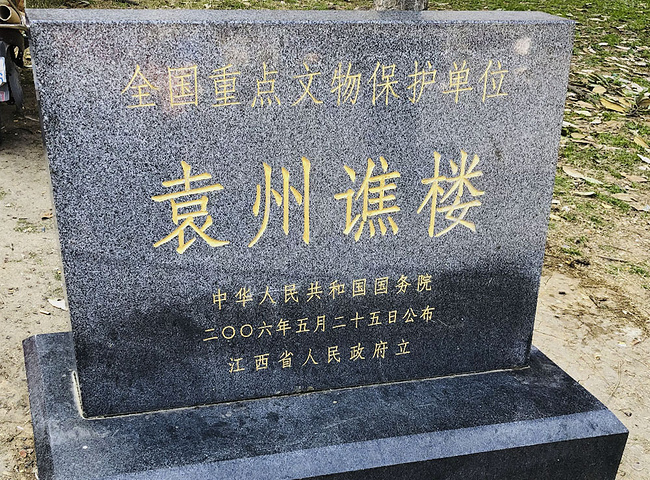 全国重点文物保护单位
袁州谯楼
中华人民共和国国务院
二〇〇六年五月二十五日公布
江西省人民政府立